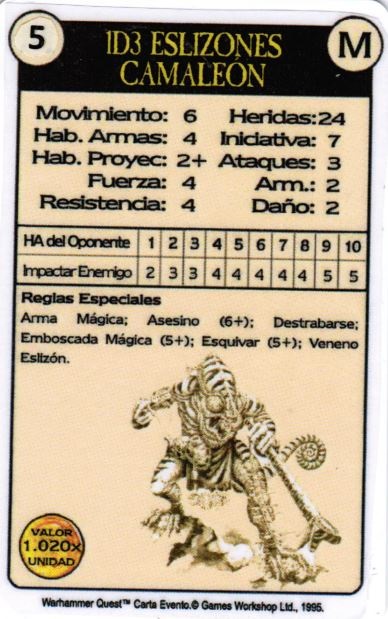 5
M
1D3 ESLIZONES
CAMALEÓN
Movimiento: 6 Heridas: 24
Hab. Armas: 4 Iniciativa: 7
Hab. Proyec: 2+ Ataques: 3
Fuerza: 4 Arm.: 2
Resistencia: 4 Daño: 2
HA del Oponente 1 2 3 4 5 6 7 8 9 10
Impactar Enemigo 2 3 3 4 4 4 4 4 5 5
Reglas Especiales
Arma Mágica; Asesino (6+); Destrabarse;
Emboscada Mágica (5+); Esquivar (5+); Veneno
Eslizón.
VALOR
1.020x
UNIDAD
Warhammer Quest™ Carta Evento.© Games Workshop Ltd., 1995.